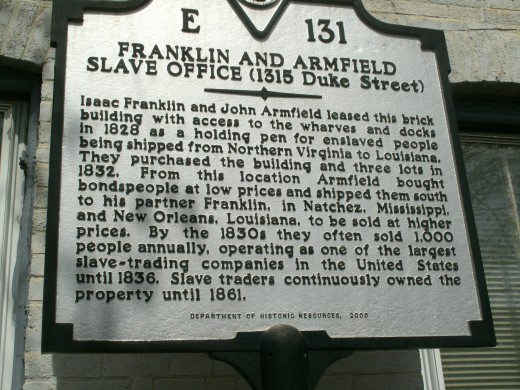 E 131
FRANKLIN AND ARMFIELD
SLAVE OFFICE (1315 Duke Street)
Isaac Franklin and John Armfield leased this brick
building with access to the wharves and docks
in 1828 as a holding pen for enslaved people
being shipped from Northern Virginia to Louisiana.
They purchased the building and three lots in
1832. From this location Armfield bought
bondspeople at low prices and shipped them south
to his partner Franklin, in Natchez, Mississippi,
and New Orleans, Louisiana, to be sold at higher
prices. By the 1830s they often sold 1,000
people annually, operating as one of the largest
slave-trading companies in the United States
until 1836. Slave traders continuously owned the
property until 1861.
DEPARTMENT OF HISTORIC RESOURCES, 2005